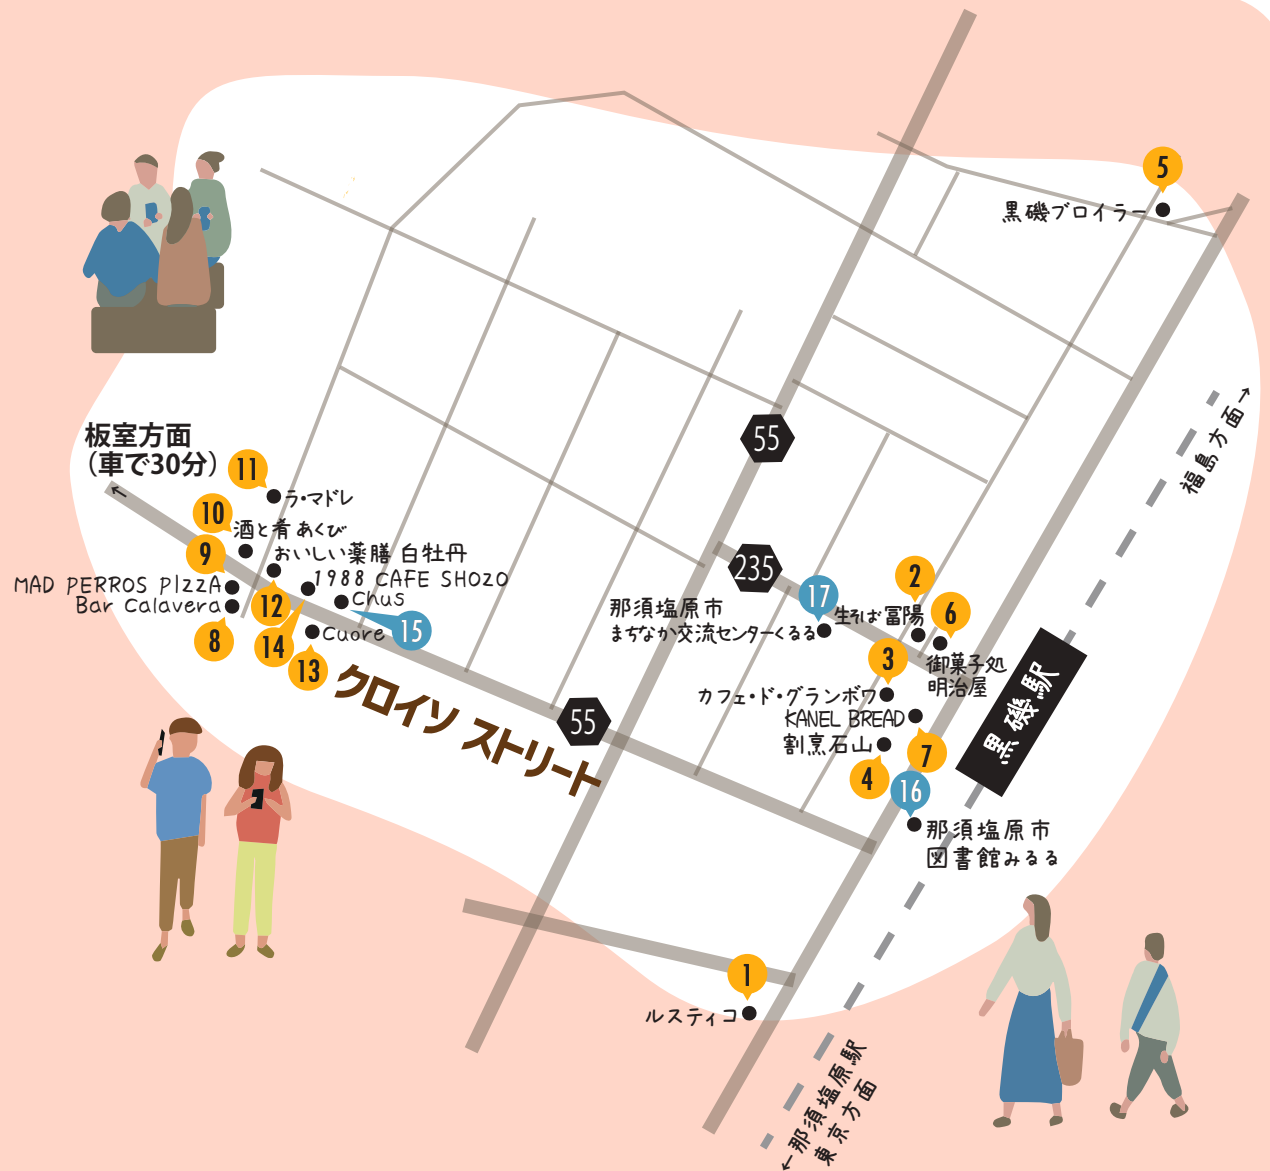 5
黒磯ブロイラー
福島方面→
55
板室方面
（車で30分）
←
11
ラ・マドレ
10
酒と肴 あくび
9
おいしい薬膳 白牡丹
MAD PERROS PIZZA
1988 CAFE SHOZO
Bar Calavera
12
Chus
8
14
15
Cuore
13
クロイソ ストリート
55
235
17
2
那須塩原市
まちなか交流センターくるる
生そば 冨陽
6
3
御菓子処
明治屋
カフェ・ド・グランボワ
KANEL BREAD
割烹石山
7
4
黒磯駅
16
那須塩原市
図書館みるる
1
ルスティコ
←那須塩原駅
東京方面